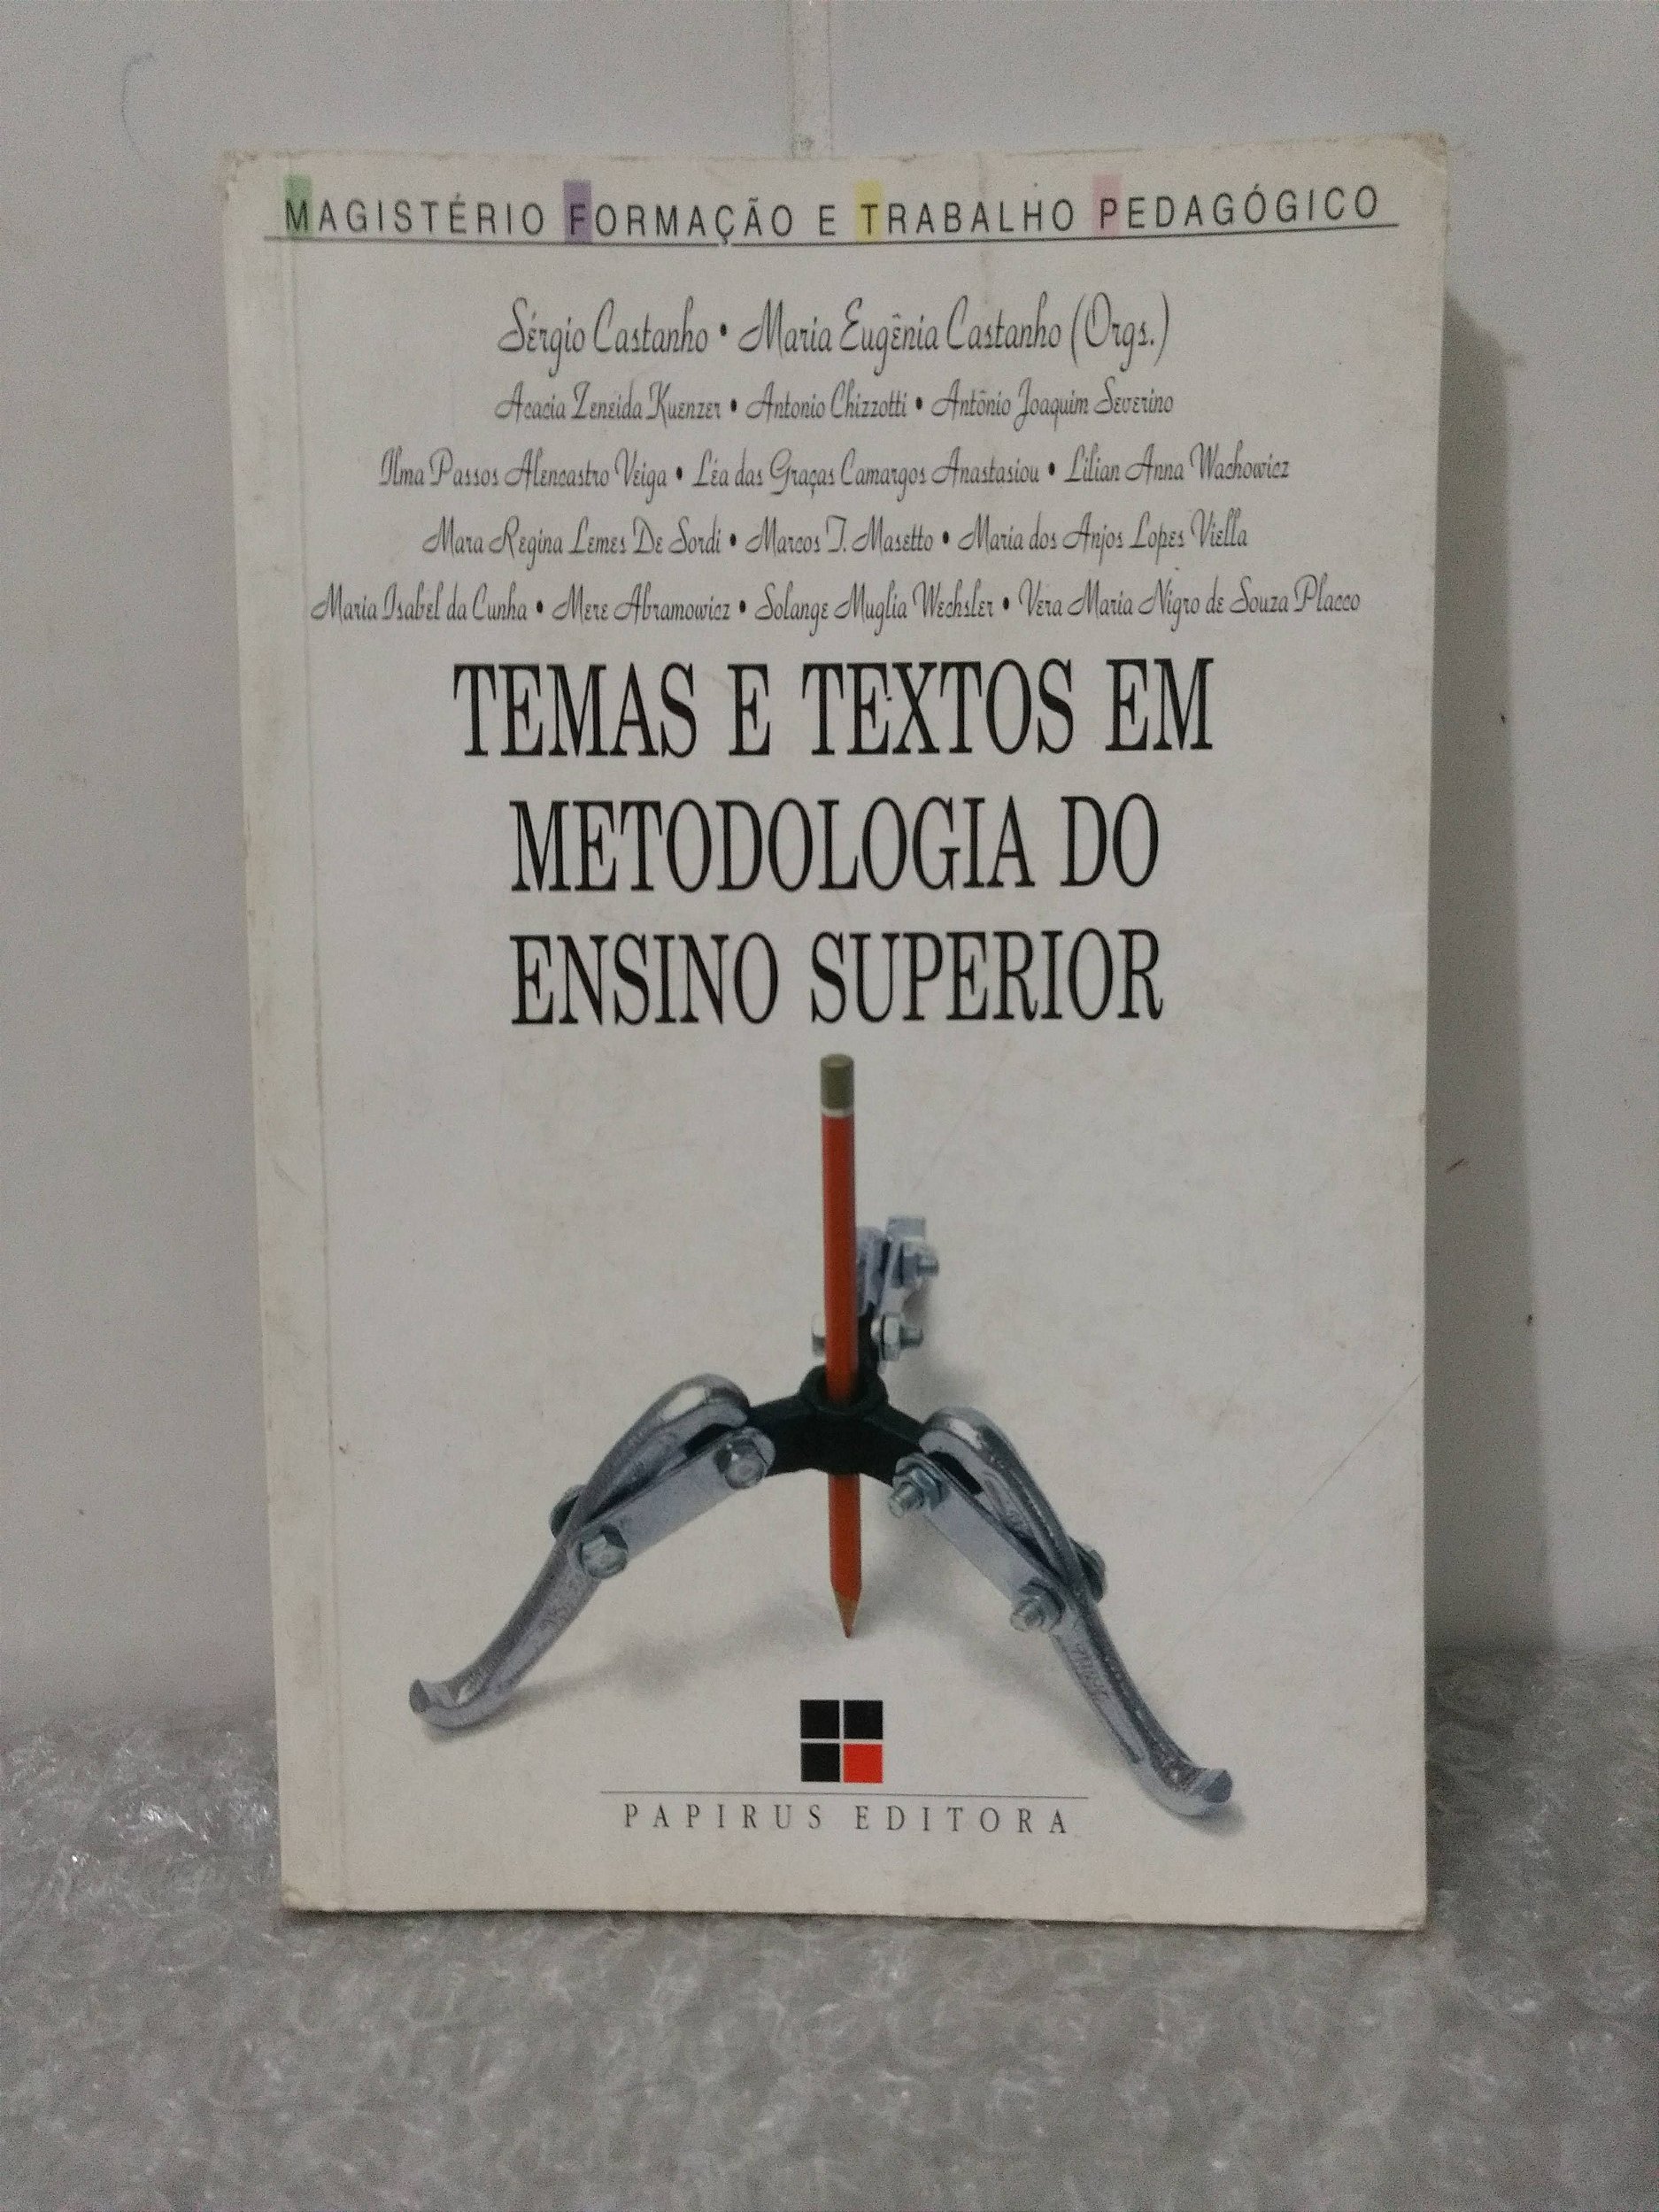 MAGISTÉRIO FORMAÇÃO E TRABALHO PEDAGÓGICO
Sérgio Castanho • Maria Eugênia Castanho (Orgs.)
Acacia Zeneida Kuenzer • Antonio Chizzotti • Antônio Joaquim Severino
Ilma Passos Alencastro Veiga • Léa das Graças Camargos Anastasiou • Lilian Anna Wachowicz
Mara Regina Lemes De Sordi • Marcos T. Masetto • Maria dos Anjos Lopes Viella
Maria Isabel da Cunha • Mere Abramowicz • Solange Muglia Wechsler • Vera Maria Nigro de Souza Placco
TEMAS E TEXTOS EM
METODOLOGIA DO
ENSINO SUPERIOR
PAPIRUS EDITORA